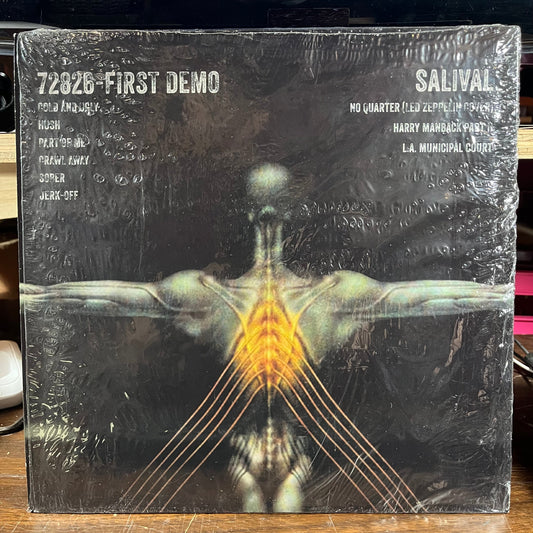 72826-FIRST DEMO
COLD AND UGLY
HUSH
PART OF ME
CRAWL AWAY
SOBER
JERK-OFF
SALIVAL
NO QUARTER (LED ZEPPELIN COVER)
HARRY MANBACK PART II
L.A. MUNICIPAL COURT